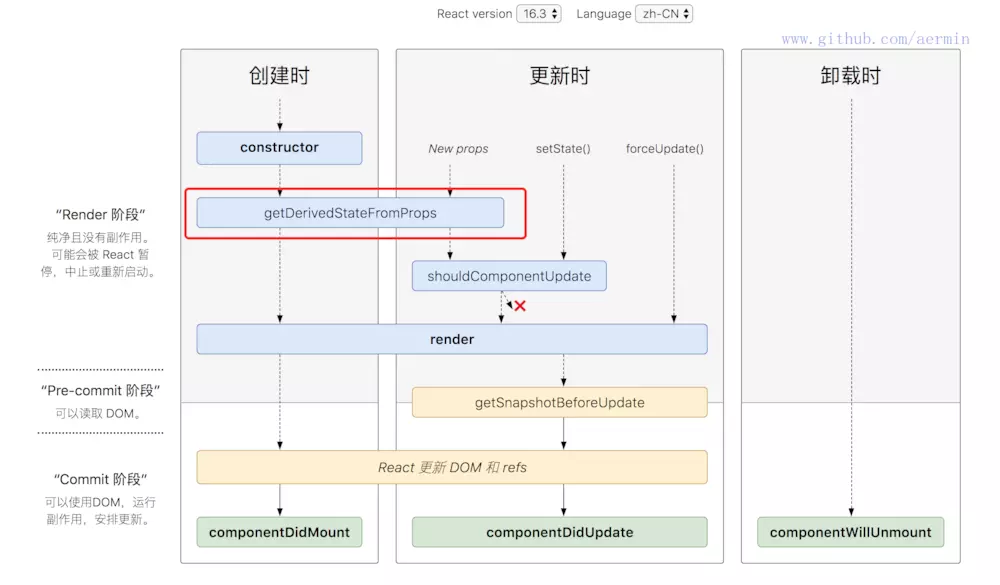 React version 16.3 Language zh-CN
www.github.com/aermin
创建时
更新时
卸载时
constructor
New props
setState()
forceUpdate()
getDerivedStateFromProps
“Render 阶段”
纯净且没有副作用。
可能会被 React 暂
停，中止或重新启动。
shouldComponentUpdate
render
“Pre-commit 阶段”
可以读取 DOM。
getSnapshotBeforeUpdate
React 更新 DOM 和 refs
“Commit 阶段”
可以使用DOM，运行
副作用，安排更新。
componentDidMount
componentDidUpdate
componentWillUnmount